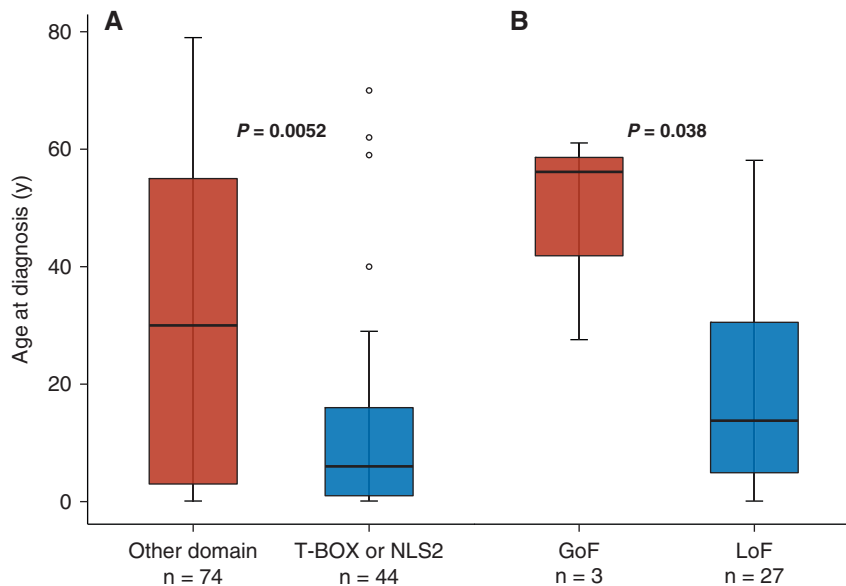 A
B
80
60
40
20
0
Age at diagnosis (y)
P = 0.0052
P = 0.038
Other domain
n = 74
T-BOX or NLS2
n = 44
GoF
n = 3
LoF
n = 27